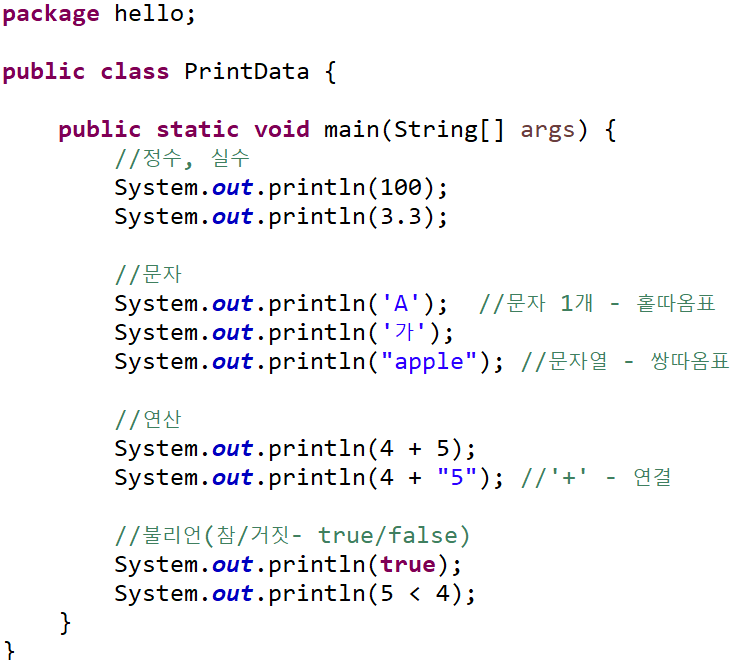 package hello;
public class PrintData {
public static void main(String[] args) {
//정수, 실수
System.out.println(100);
System.out.println(3.3);
//문자
System.out.println('A'); //문자 1개 - 홑따옴표
System.out.println('가');
System.out.println("apple"); //문자열 - 쌍따옴표
//연산
System.out.println(4 + 5);
System.out.println(4 + "5"); //'+' - 연결
//불리언(참/거짓- true/false)
System.out.println(true);
System.out.println(5 < 4);
}
}